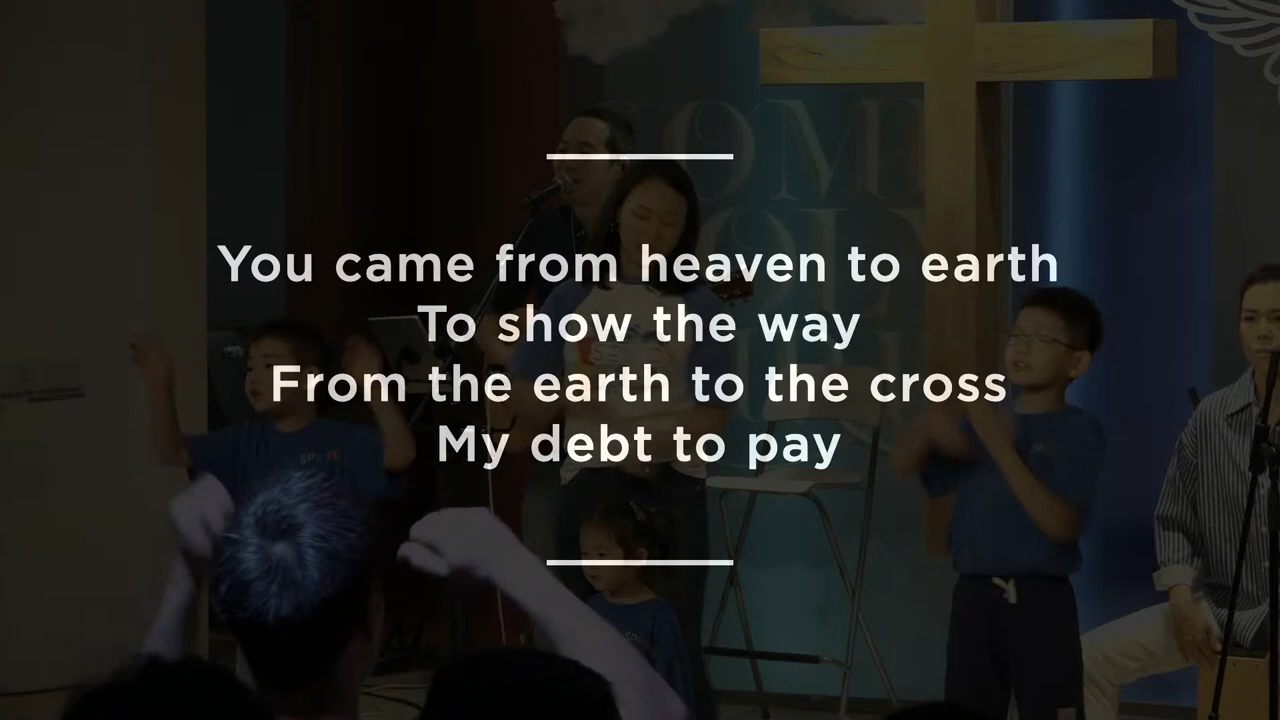 You came from heaven to earth
To show the way
From the earth to the cross
My debt to pay